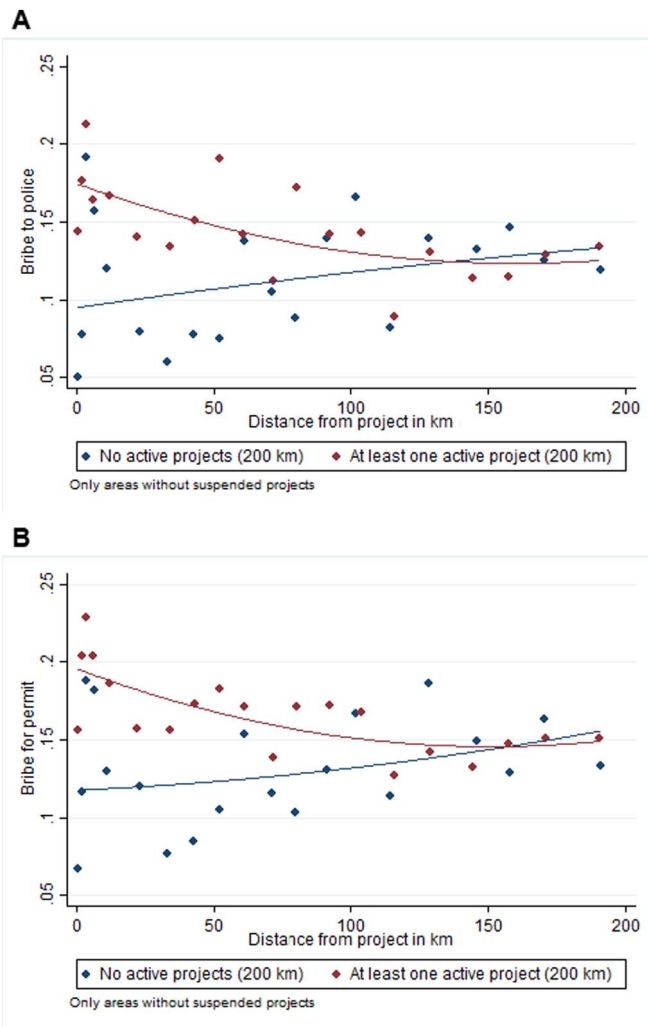 A
.25
.2
.15
.1
.05
Bribe to police
0 50 100 150 200
Distance from project in km
No active projects (200 km) At least one active project (200 km)
Only areas without suspended projects
B
.25
.2
.15
.1
.05
Bribe for permit
0 50 100 150 200
Distance from project in km
No active projects (200 km) At least one active project (200 km)
Only areas without suspended projects